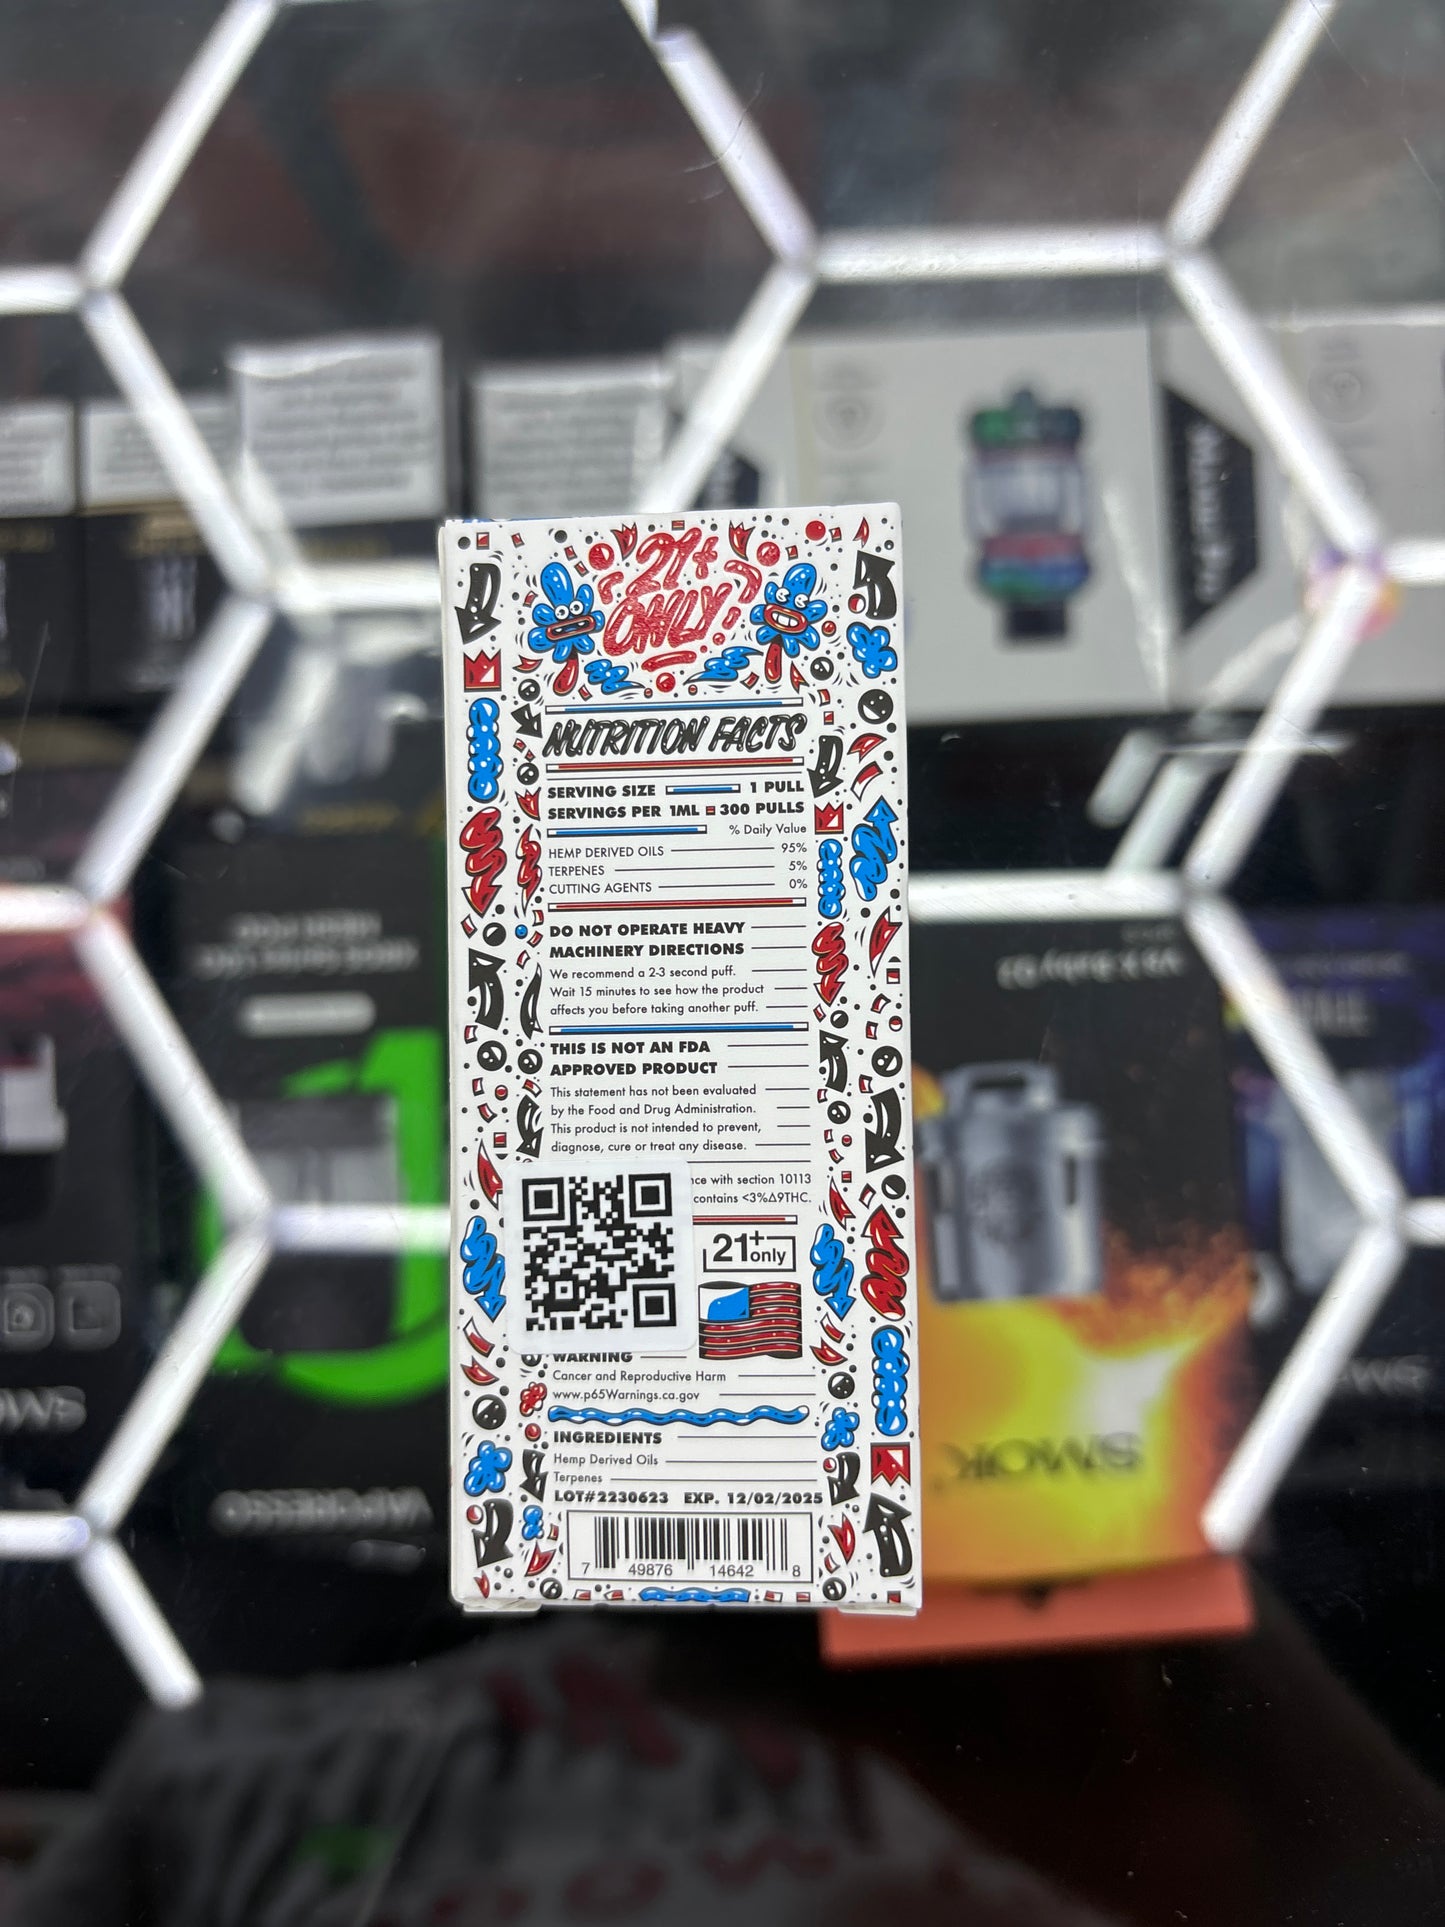 21+
ONLY!
NUTRITION FACTS
SERVING SIZE 1 PULL
SERVINGS PER 1ML = 300 PULLS
% Daily Value
HEMP DERIVED OILS 95%
TERPENES 5%
CUTTING AGENTS 0%
DO NOT OPERATE HEAVY
MACHINERY DIRECTIONS
We recommend a 2-3 second puff.
Wait 15 minutes to see how the product
affects you before taking another puff.
THIS IS NOT AN FDA
APPROVED PRODUCT
This statement has not been evaluated
by the Food and Drug Administration.
This product is not intended to prevent,
diagnose, cure or treat any disease.
nce with section 10113
contains <3%Δ9THC.
21+ only
WARNING
Cancer and Reproductive Harm
www.p65Warnings.ca.gov
INGREDIENTS
Hemp Derived Oils
Terpenes
LOT#2230623 EXP. 12/02/2025
7 49876 14642 8
SMOK
VAPORESSO